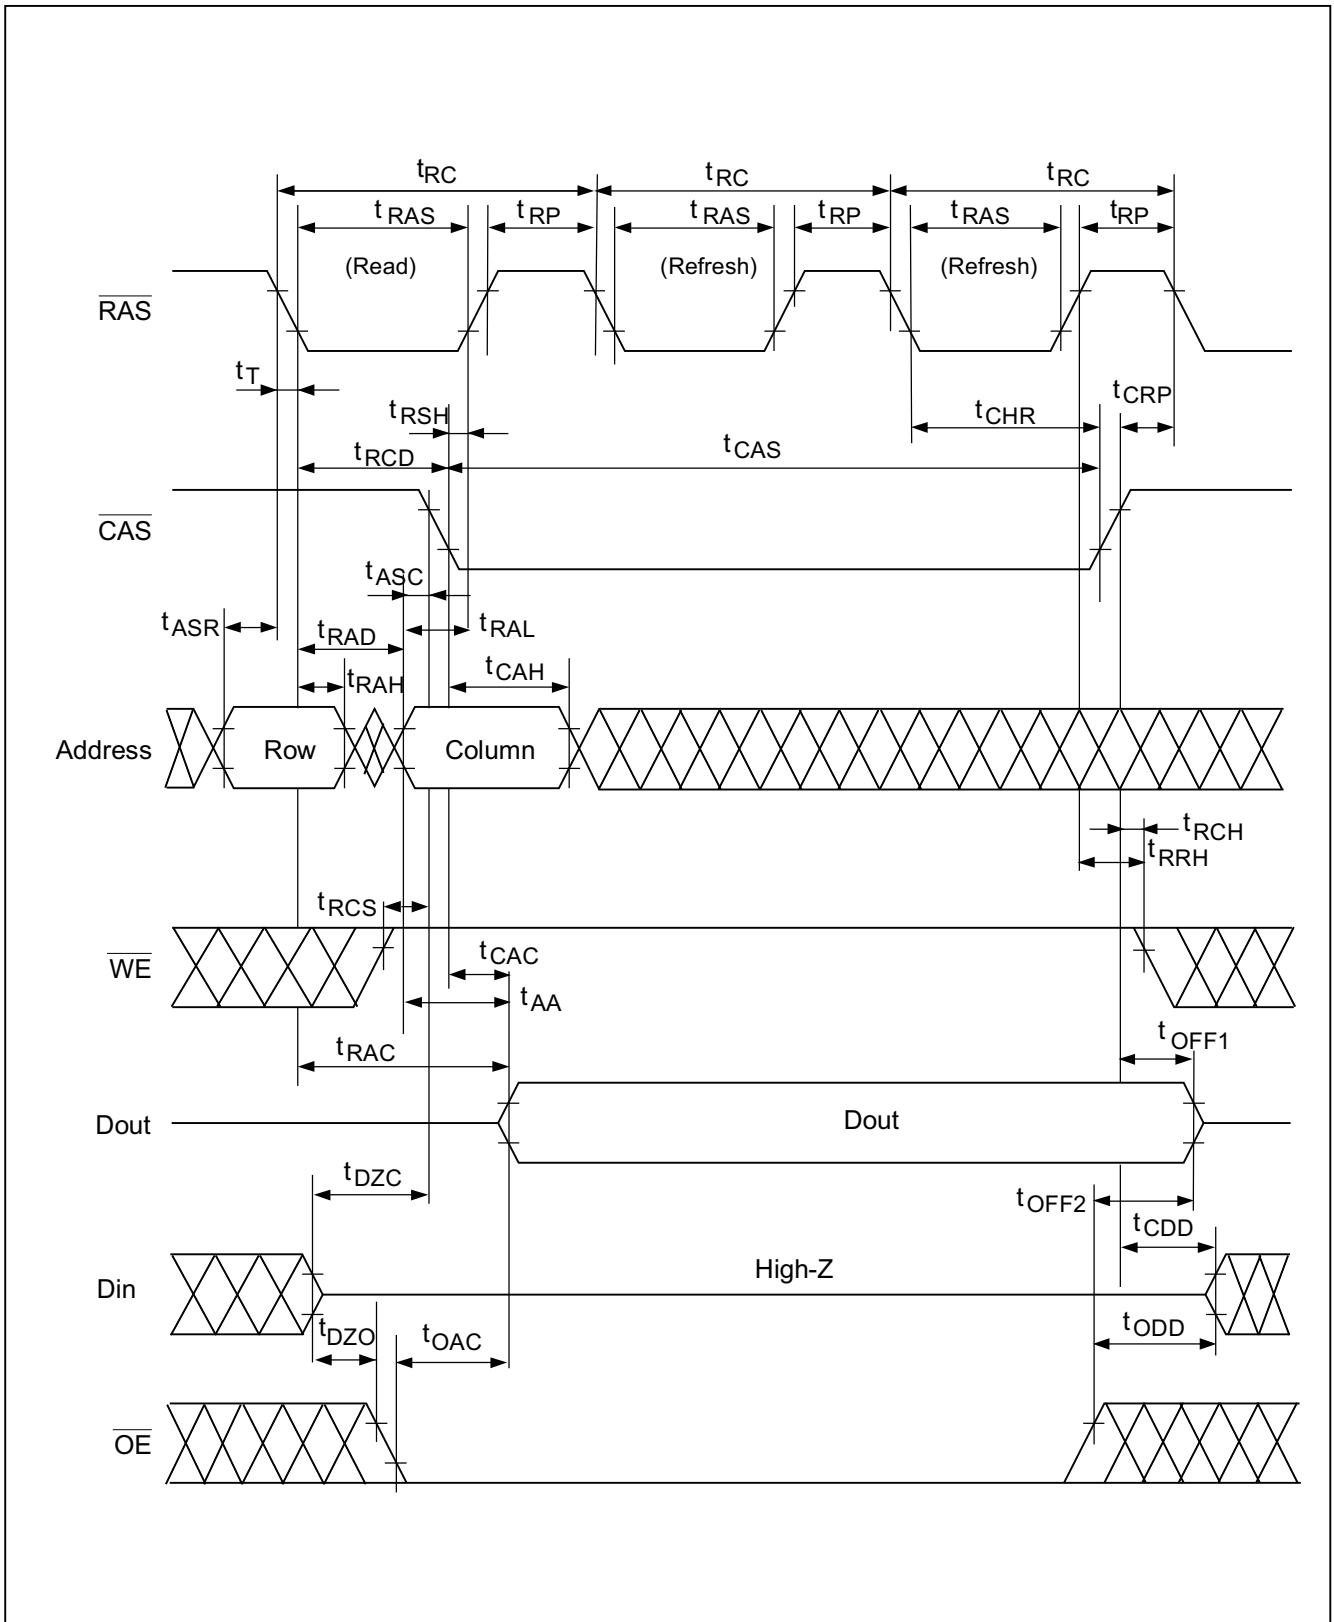 tRC tRC tRC
tRAS tRP tRAS tRP tRAS tRP
(Read) (Refresh) (Refresh)
RAS
tT
tCRP
tRSH tCHR
tRCD tCAS
CAS
tASC
tASR tRAD tRAL
tRAH tCAH
Address Row Column
tRCH
tRRH
tRCS
WE tCAC
tAA
tRAC tOFF1
Dout Dout
tDZC
tOFF2
tCDD
Din High-Z
tDZO tOAC tODD
OE